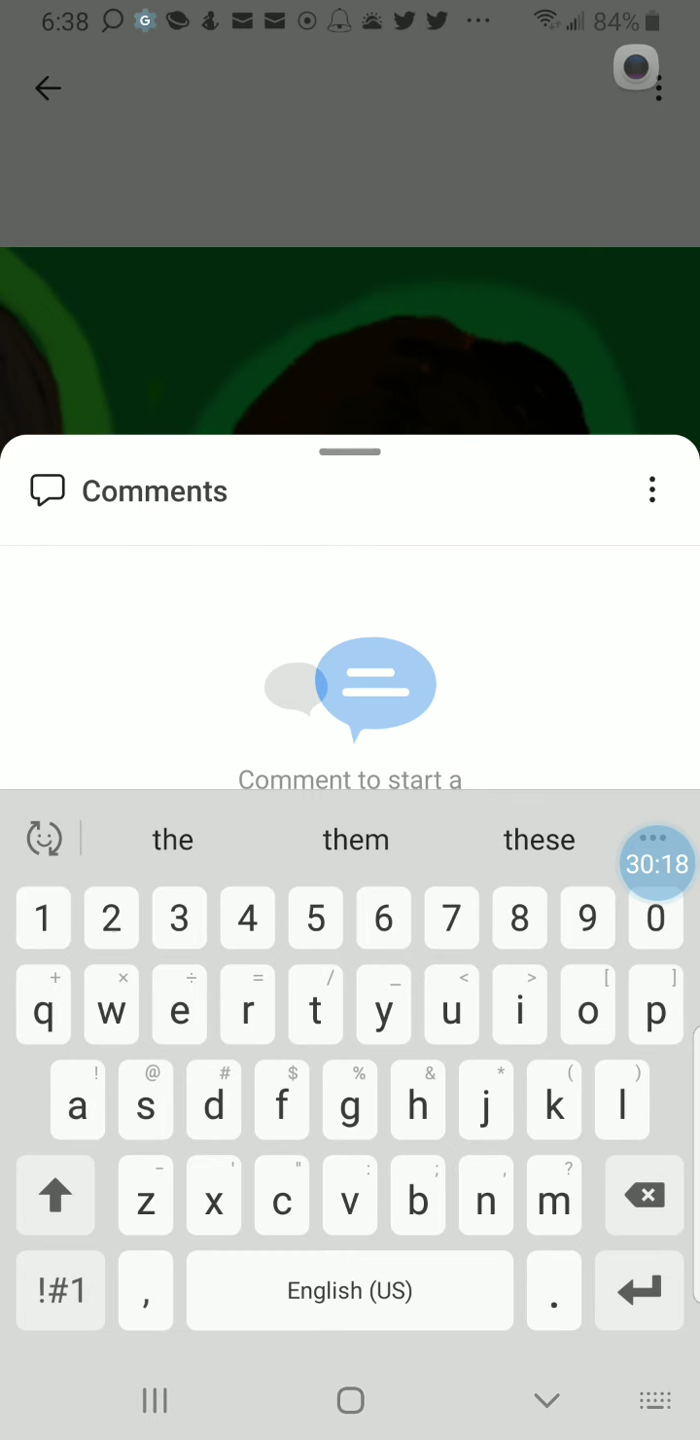 6:38 G 84%
Comments
Comment to start a
the them these
30:18
1 2 3 4 5 6 7 8 9 0
+ × ÷ = / _ < > [ ]
q w e r t y u i o p
! @ # $ % & * ( )
a s d f g h j k l
- ' " : ; , ?
z x c v b n m
!#1 , English (US) .